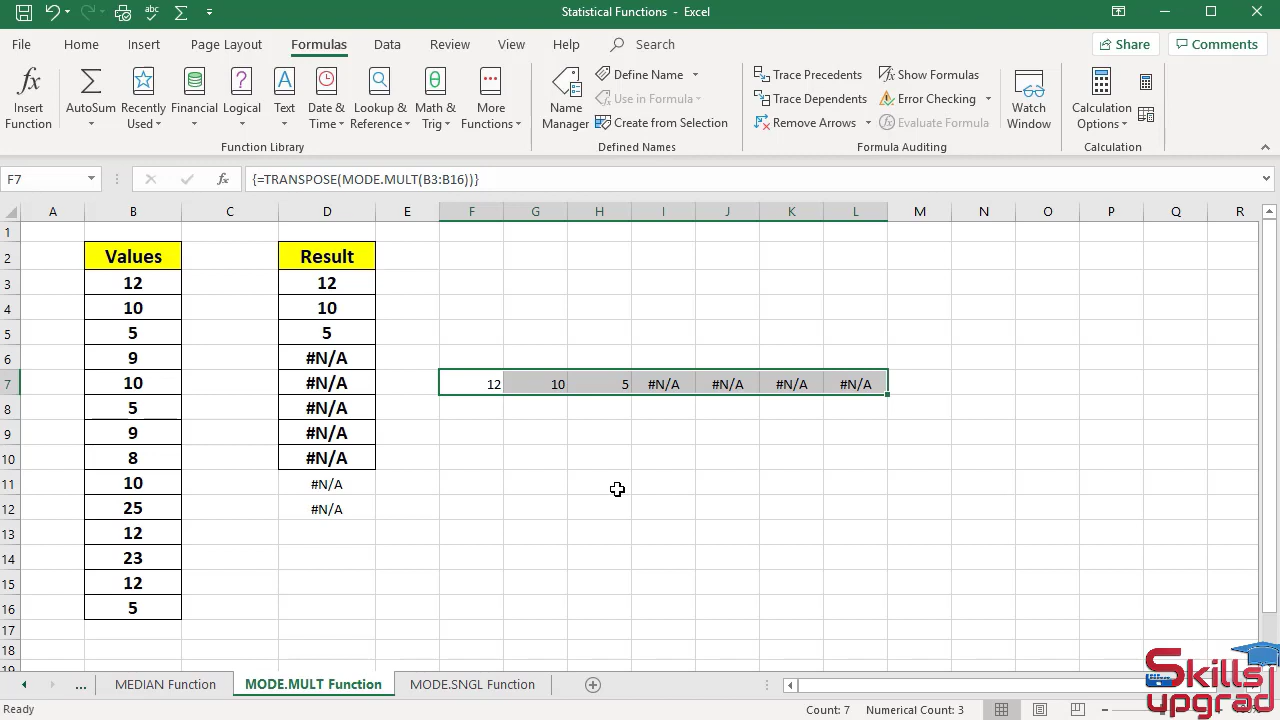 Statistical Functions - Excel
File Home Insert Page Layout Formulas Data Review View Help Search Share Comments
Insert Function
AutoSum
Recently Used
Financial
Logical
Text
Date & Time
Lookup & Reference
Math & Trig
More Functions
Function Library
Name Manager
Define Name
Use in Formula
Create from Selection
Defined Names
Trace Precedents
Trace Dependents
Remove Arrows
Show Formulas
Error Checking
Evaluate Formula
Formula Auditing
Watch Window
Calculation Options
Calculation
F7 fx {=TRANSPOSE(MODE.MULT(B3:B16))}
A B C D E F G H I J K L M N O P Q R
1
2 Values Result
3 12 12
4 10 10
5 5 5
6 9 #N/A
7 10 #N/A 12 10 5 #N/A #N/A #N/A #N/A
8 5 #N/A
9 9 #N/A
10 8 #N/A
11 10 #N/A
12 25 #N/A
13 12
14 23
15 12
16 5
17
18
19
... MEDIAN Function MODE.MULT Function MODE.SNGL Function
Ready Count: 7 Numerical Count: 3
Skills
upgrad